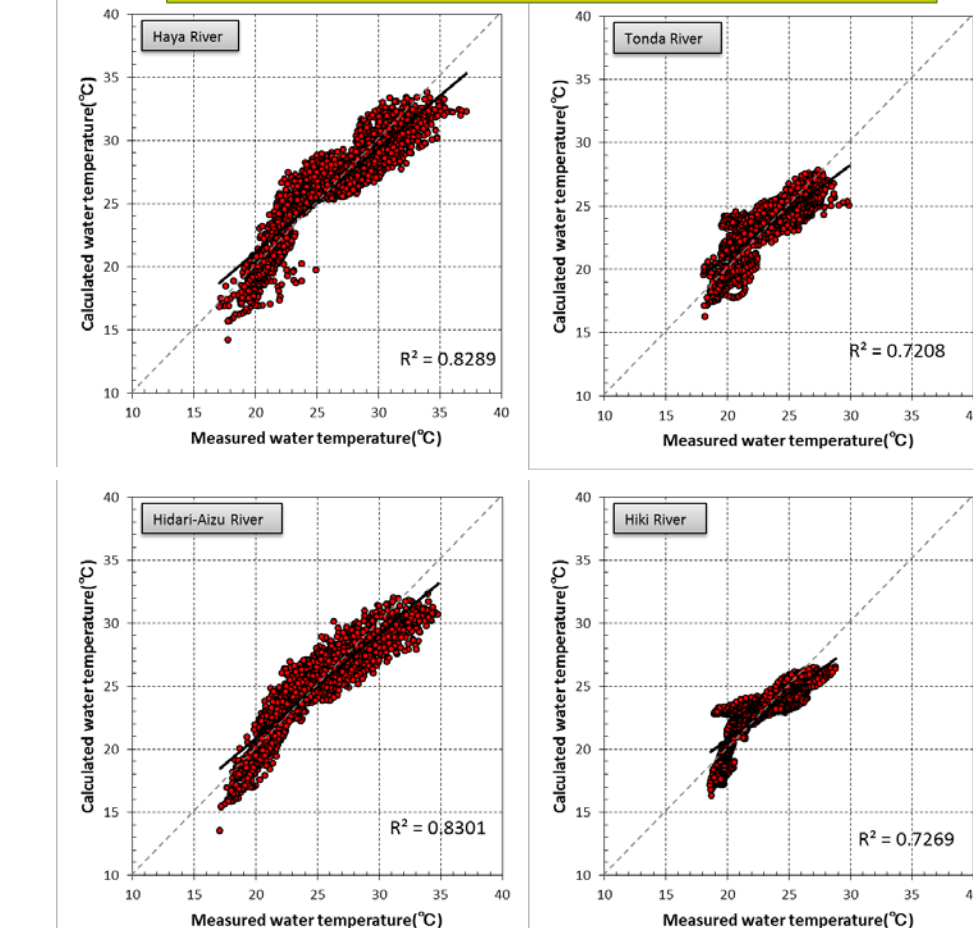 Haya River
Calculated water temperature(℃)
40
35
30
25
20
15
10
R² = 0.8289
10 15 20 25 30 35 40
Measured water temperature(℃)
Tonda River
Calculated water temperature(℃)
40
35
30
25
20
15
10
R² = 0.7208
10 15 20 25 30 35 4
Measured water temperature(℃)
Hidari-Aizu River
Calculated water temperature(℃)
40
35
30
25
20
15
10
R² = 0.8301
10 15 20 25 30 35 40
Measured water temperature(℃)
Hiki River
Calculated water temperature(℃)
40
35
30
25
20
15
10
R² = 0.7269
10 15 20 25 30 35 4
Measured water temperature(℃)